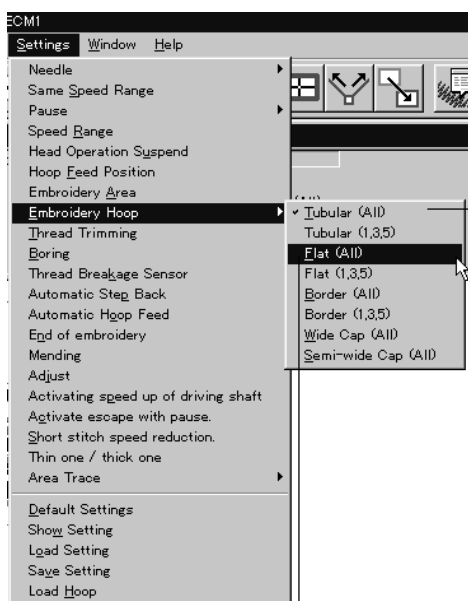 ECM1
Settings Window Help
Needle
Same Speed Range
Pause
Speed Range
Head Operation Suspend
Hoop Feed Position
Embroidery Area
Embroidery Hoop
Thread Trimming
Boring
Thread Breakage Sensor
Automatic Step Back
Automatic Hoop Feed
End of embroidery
Mending
Adjust
Activating speed up of driving shaft
Activate escape with pause.
Short stitch speed reduction.
Thin one / thick one
Area Trace
Default Settings
Show Setting
Load Setting
Save Setting
Load Hoop
Tubular (All)
Tubular (1,3,5)
Flat (All)
Flat (1,3,5)
Border (All)
Border (1,3,5)
Wide Cap (All)
Semi-wide Cap (All)